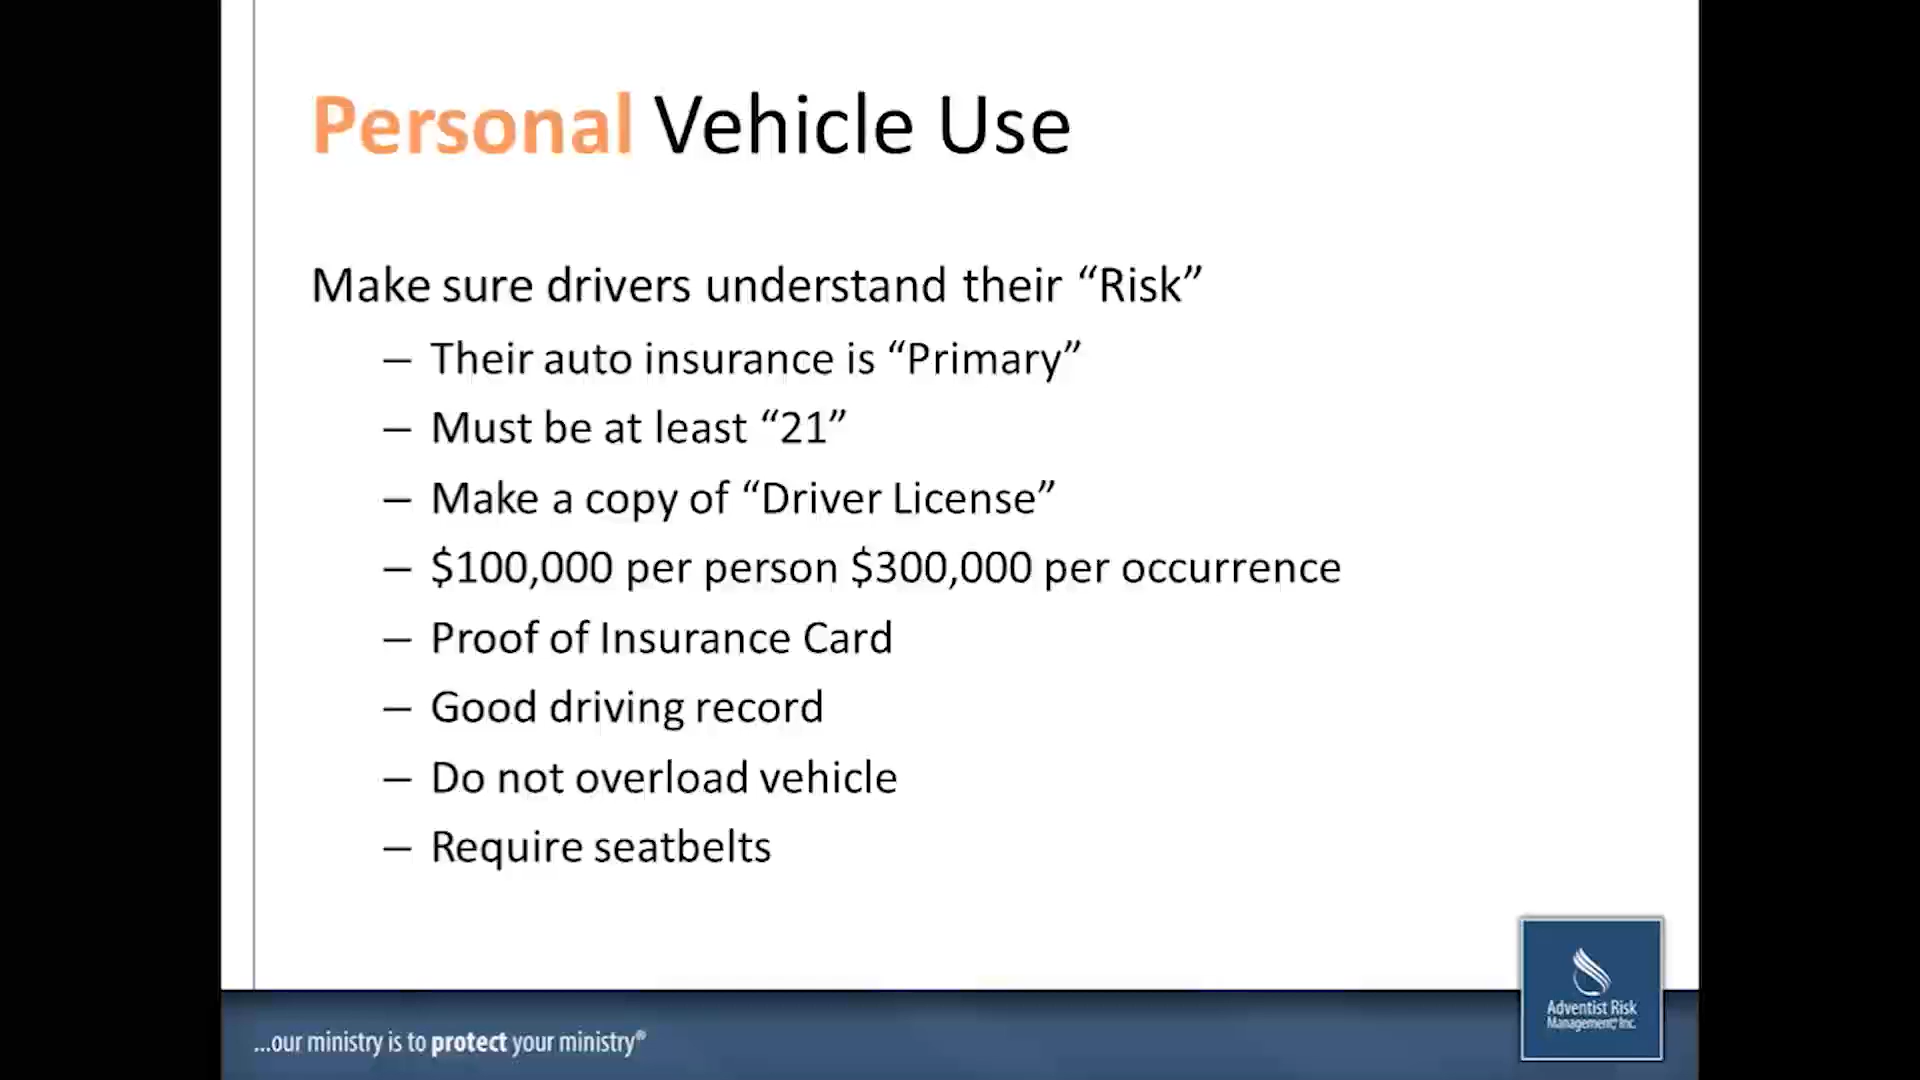 Personal Vehicle Use
Make sure drivers understand their “Risk”
– Their auto insurance is “Primary”
– Must be at least “21”
– Make a copy of “Driver License”
– $100,000 per person $300,000 per occurrence
– Proof of Insurance Card
– Good driving record
– Do not overload vehicle
– Require seatbelts
Adventist Risk
Management® Inc.
...our ministry is to protect your ministry®